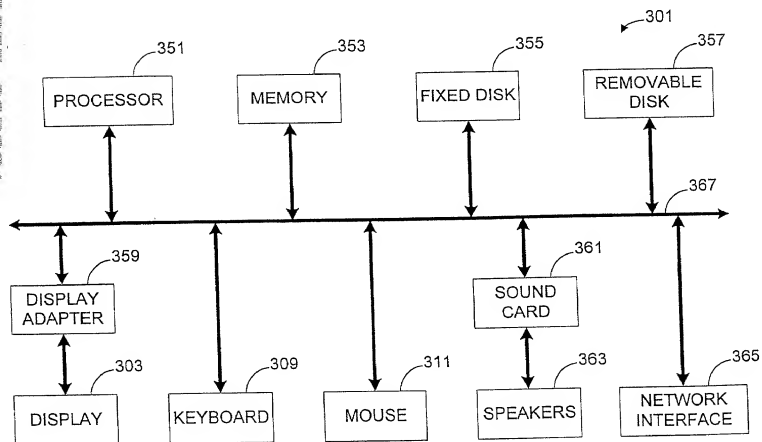 301
351
353
355
357
PROCESSOR
MEMORY
FIXED DISK
REMOVABLE
DISK
367
359
361
DISPLAY
ADAPTER
SOUND
CARD
303
309
311
363
365
DISPLAY
KEYBOARD
MOUSE
SPEAKERS
NETWORK
INTERFACE